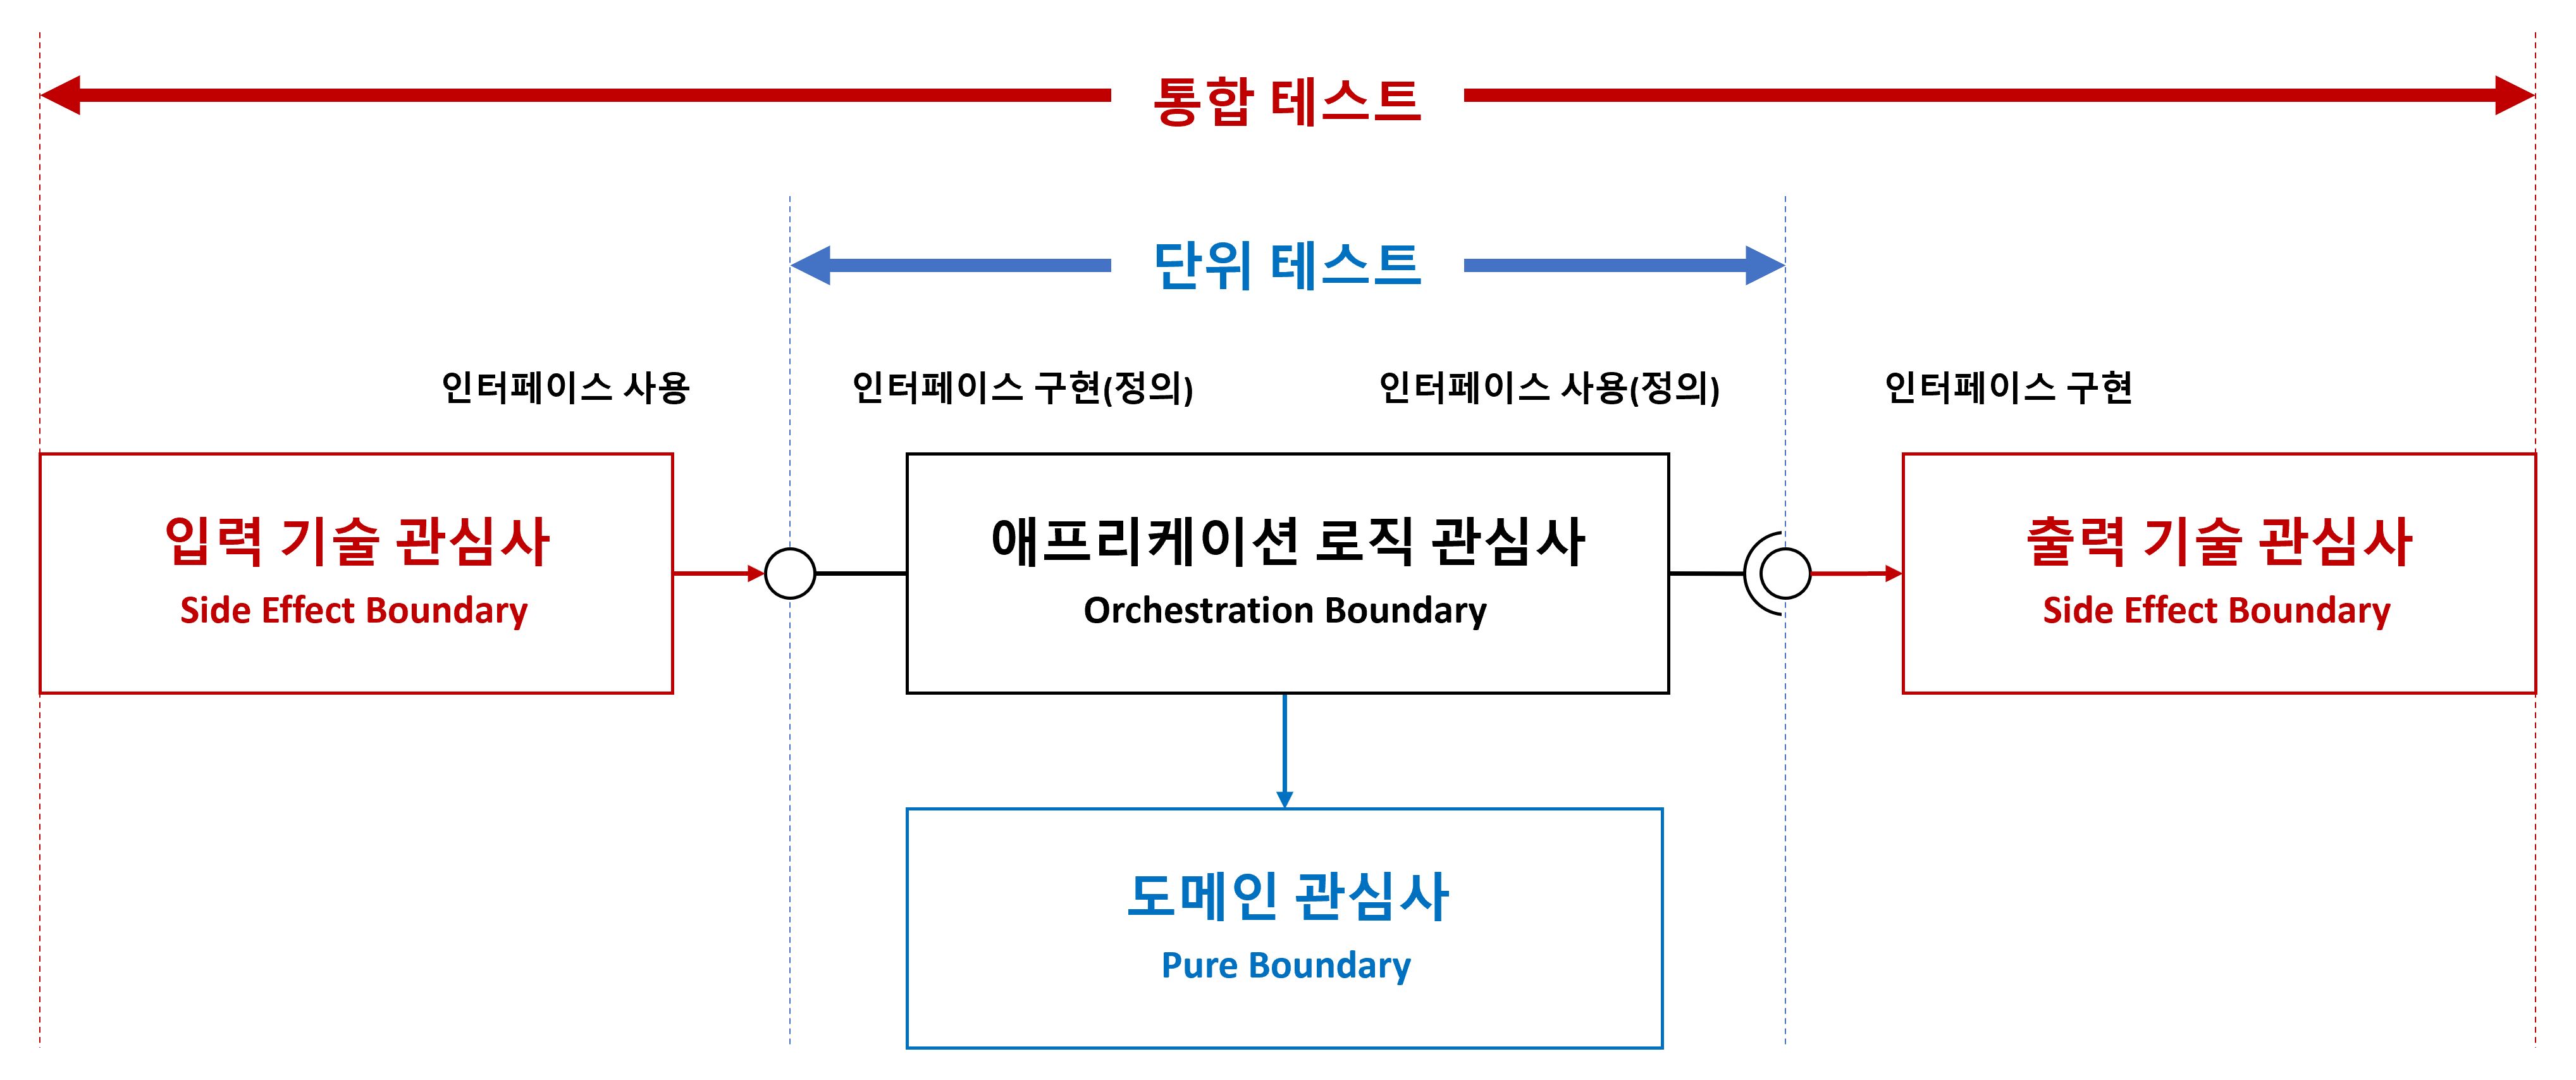 통합 테스트
단위 테스트
인터페이스 사용
인터페이스 구현(정의)
인터페이스 사용(정의)
인터페이스 구현
입력 기술 관심사
Side Effect Boundary
애프리케이션 로직 관심사
Orchestration Boundary
출력 기술 관심사
Side Effect Boundary
도메인 관심사
Pure Boundary